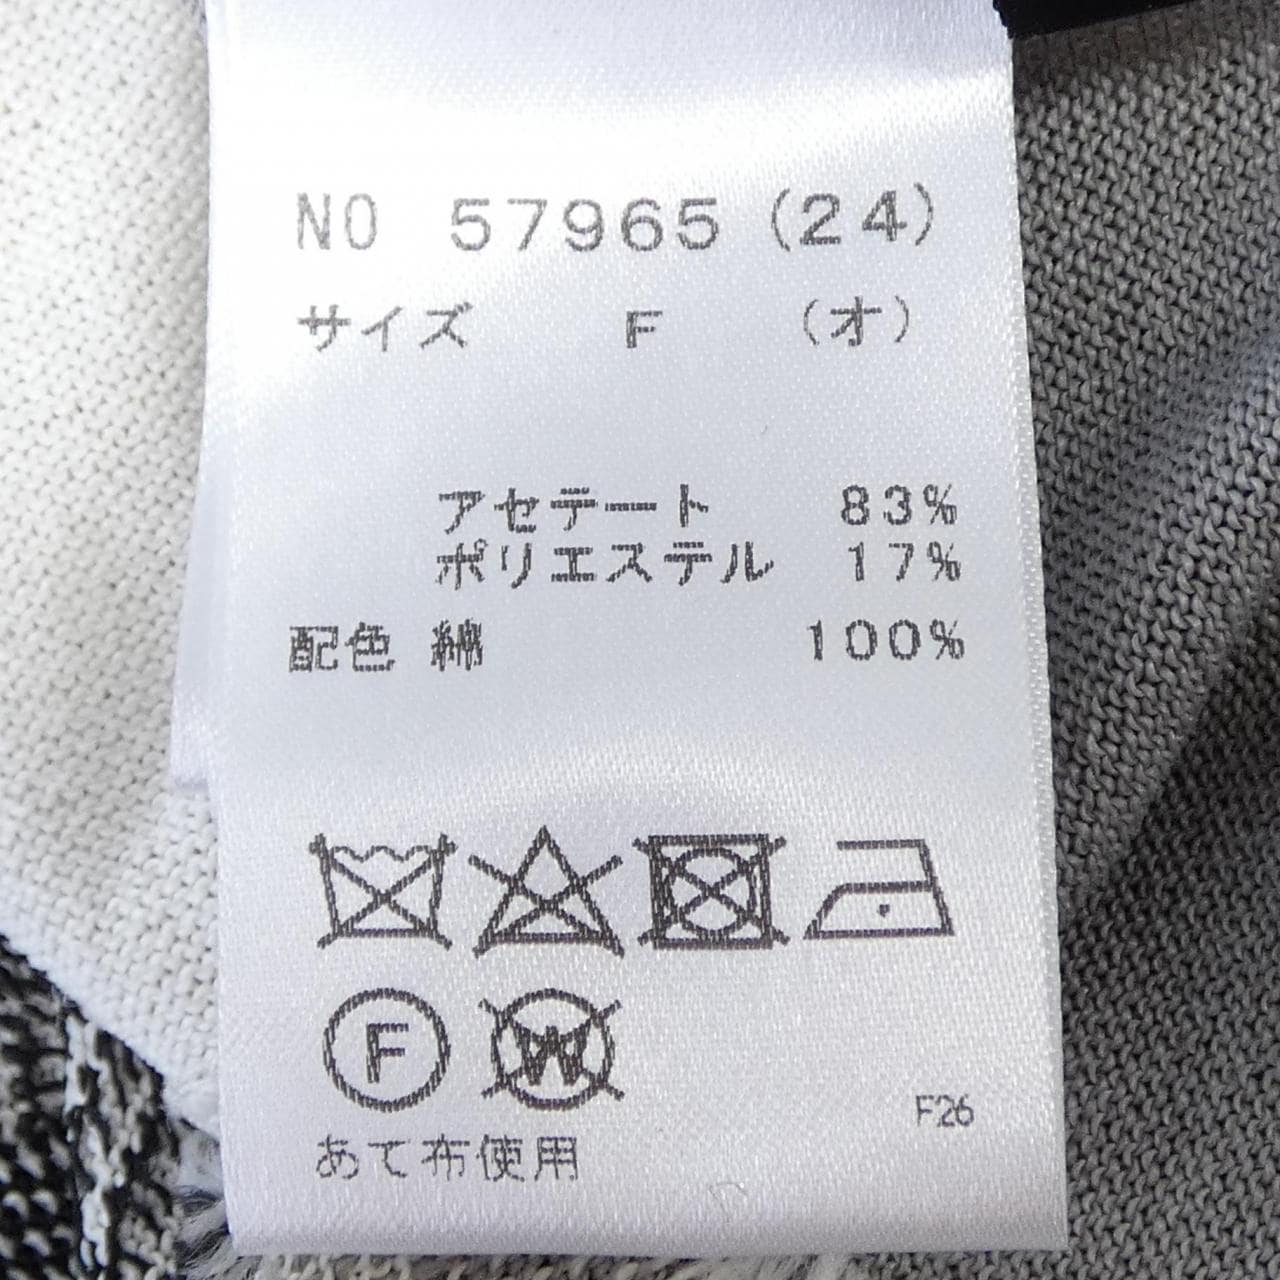 NO 57965 (24)
サイズ F (オ)
アセテート 83%
ポリエステル 17%
配色 綿 100%
F W
F26
あて布使用